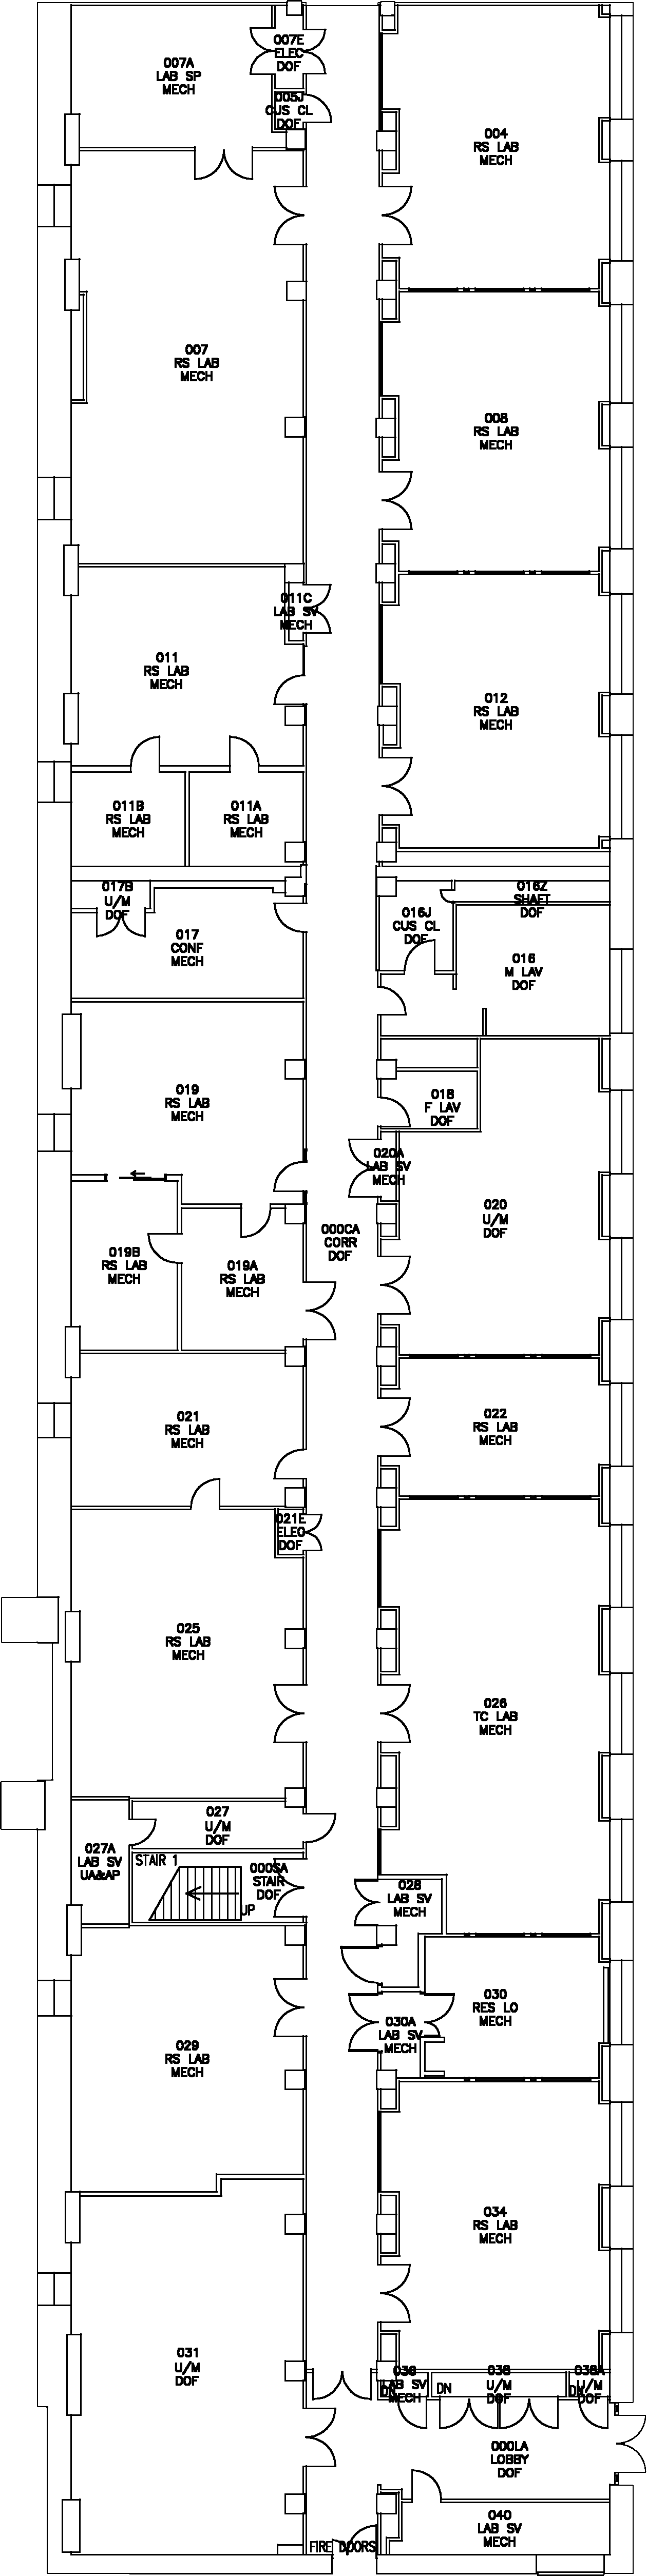 007E
ELEC
DOF
007A
LAB SP
MECH
005J
CUS CL
DOF
004
RS LAB
MECH
007
RS LAB
MECH
008
RS LAB
MECH
011C
LAB SV
MECH
011
RS LAB
MECH
012
RS LAB
MECH
011B
RS LAB
MECH
011A
RS LAB
MECH
017B
U/M
DOF
016Z
SHAFT
DOF
016J
CUS CL
DOF
017
CONF
MECH
016
M LAV
DOF
019
RS LAB
MECH
018
F LAV
DOF
020A
LAB SV
MECH
020
U/M
DOF
000CA
CORR
DOF
019B
RS LAB
MECH
019A
RS LAB
MECH
021
RS LAB
MECH
022
RS LAB
MECH
021E
ELEC
DOF
025
RS LAB
MECH
026
TC LAB
MECH
027
U/M
DOF
027A
LAB SV
UA&AP
STAIR 1
000SA
STAIR
DOF
UP
028
LAB SV
MECH
030
RES LO
MECH
030A
LAB SV
MECH
029
RS LAB
MECH
034
RS LAB
MECH
031
U/M
DOF
036
LAB SV
MECH
DN
038
U/M
DOF
DN
038A
U/M
DOF
DN
000LA
LOBBY
DOF
040
LAB SV
MECH
FIRE DOORS